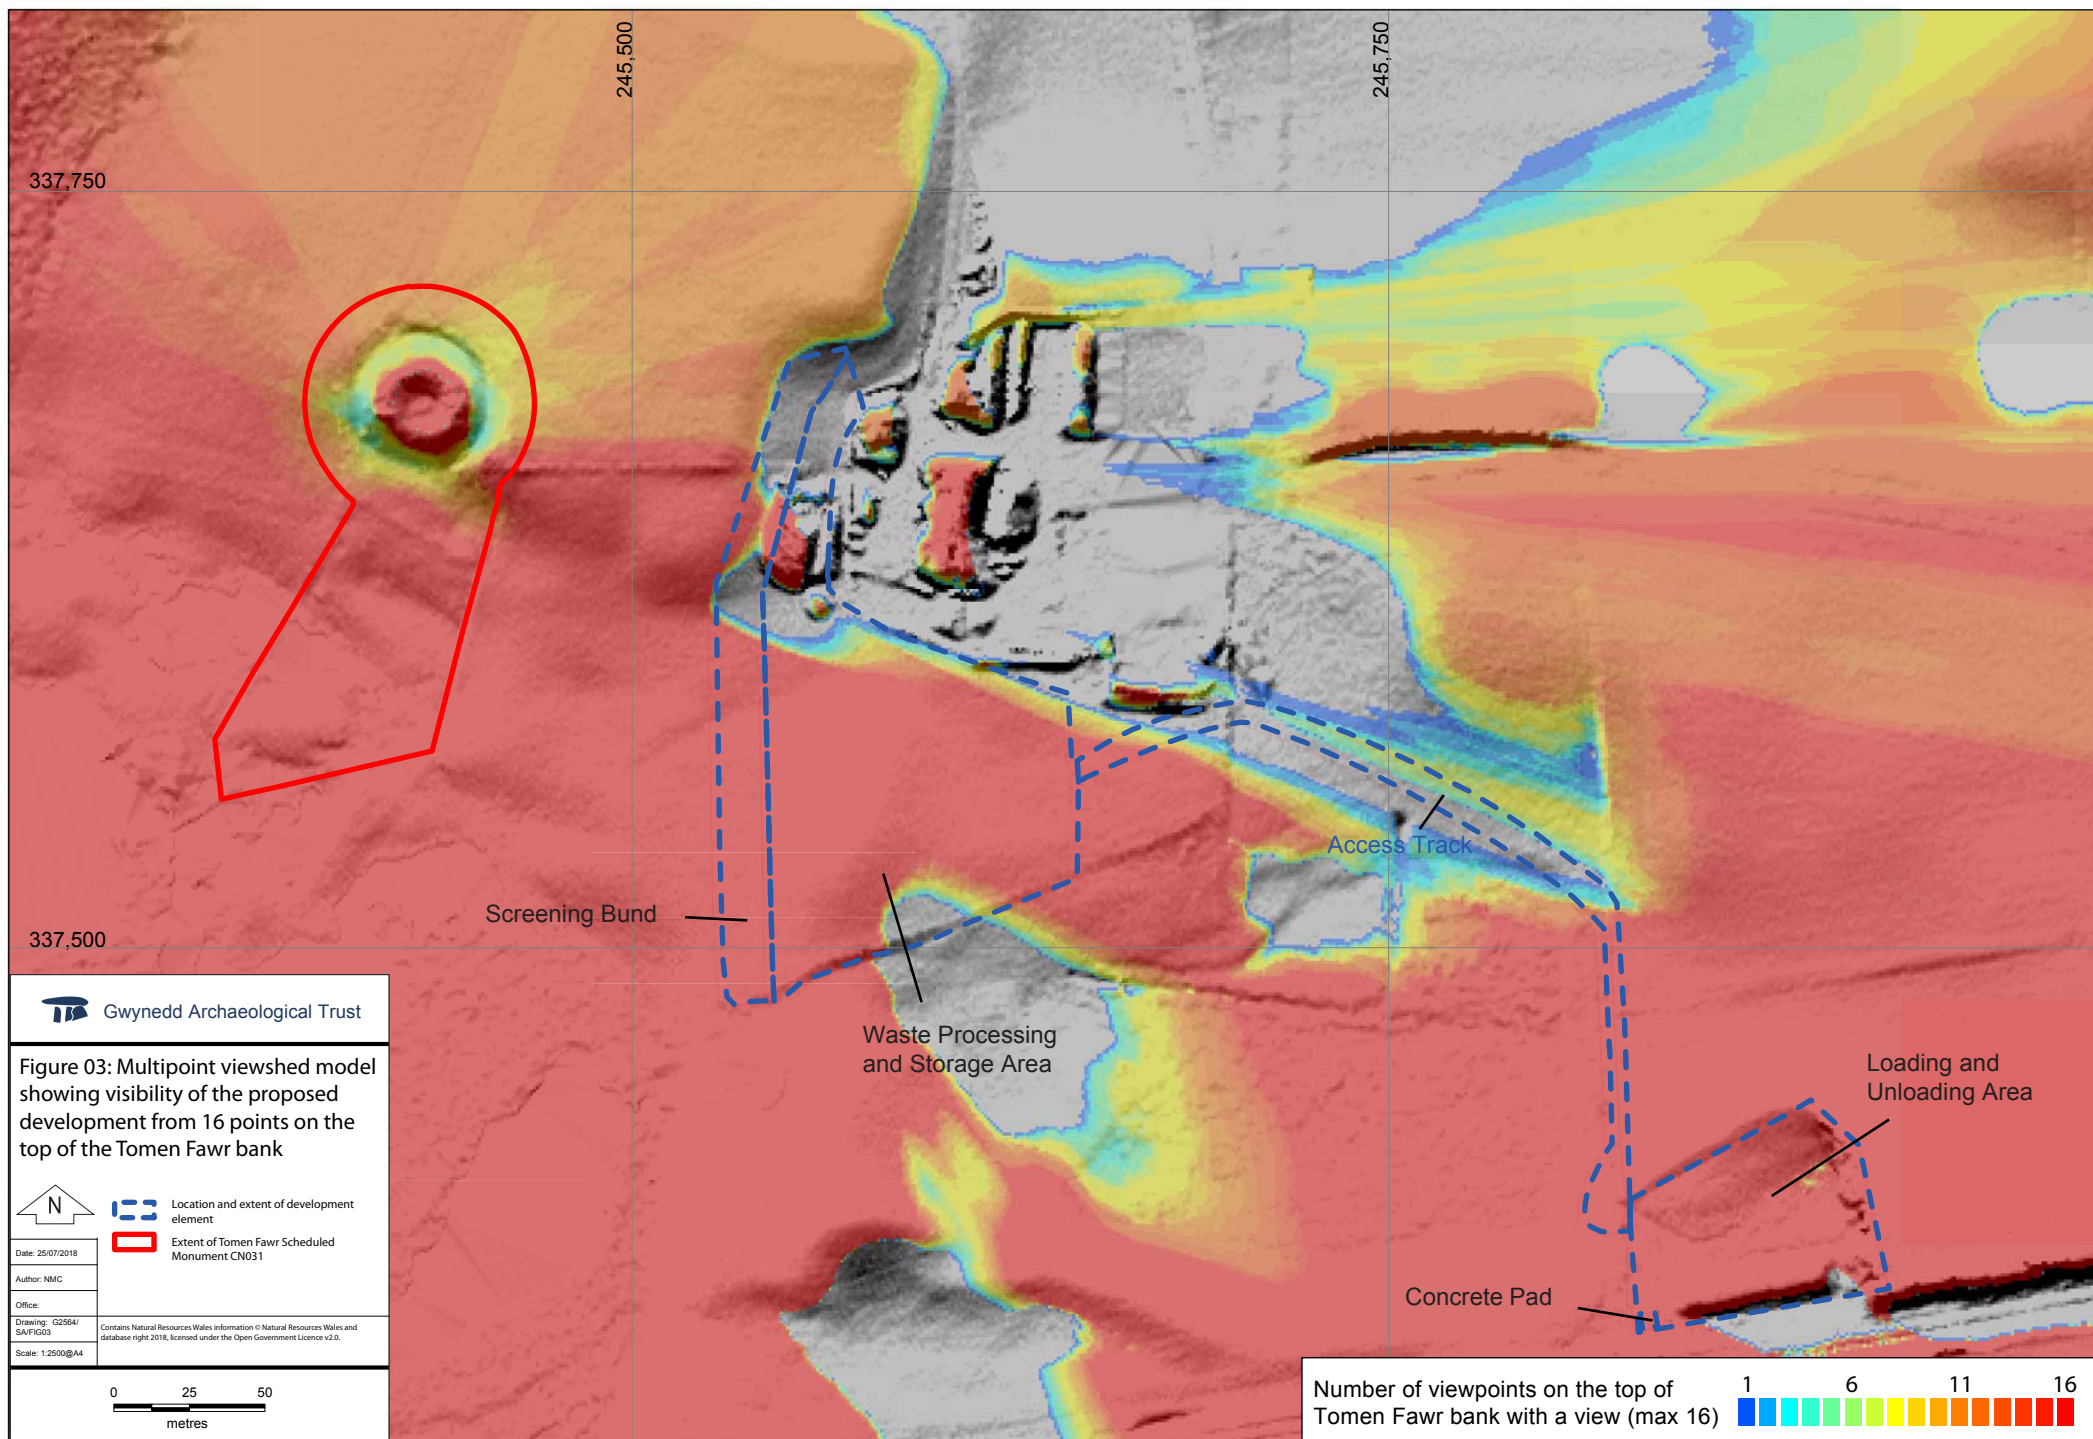 245,500
245,750
337,750
337,500
Access Track
Screening Bund
Waste Processing
and Storage Area
Loading and
Unloading Area
Concrete Pad
Gwynedd Archaeological Trust
Figure 03: Multipoint viewshed model
showing visibility of the proposed
development from 16 points on the
top of the Tomen Fawr bank
N
Location and extent of development
element
Extent of Tomen Fawr Scheduled
Monument CN031
Date: 25/07/2018
Author: NMC
Office:
Drawing: G2564/
SA/FIG03
Scale: 1:2500@A4
Contains Natural Resources Wales information © Natural Resources Wales and
database right 2018, licensed under the Open Government Licence v2.0.
0 25 50
metres
Number of viewpoints on the top of
Tomen Fawr bank with a view (max 16)
1 6 11 16